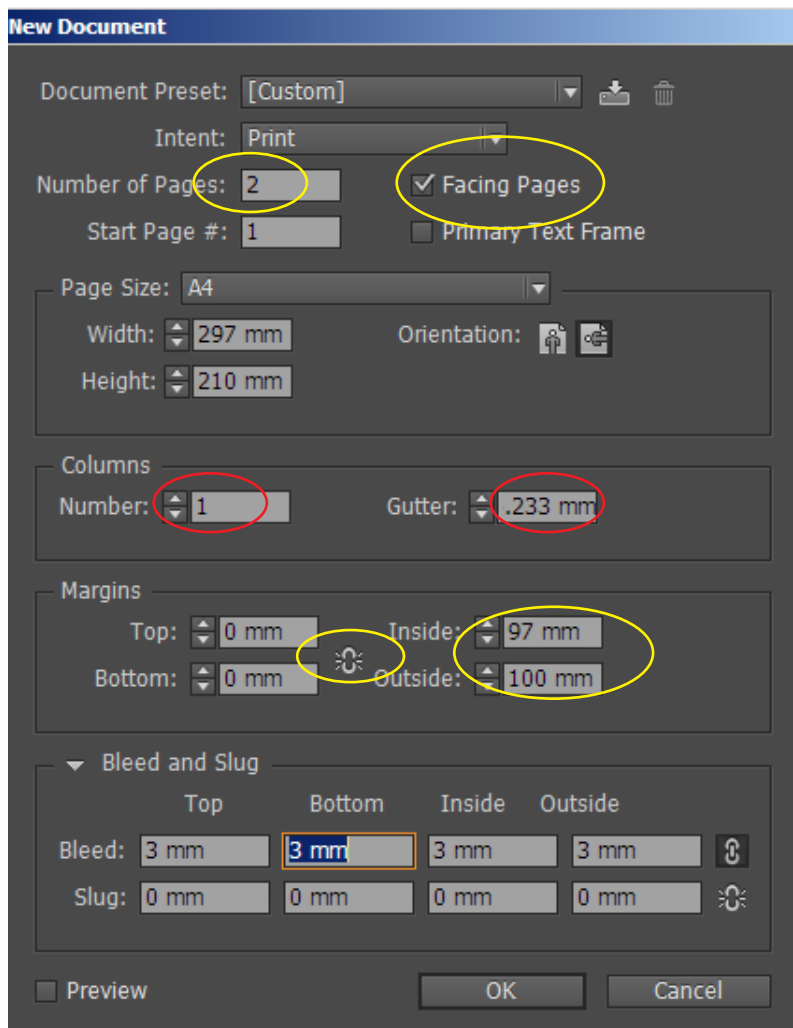 New Document
Document Preset: [Custom]
Intent: Print
Number of Pages: 2 Facing Pages
Start Page #: 1 Primary Text Frame
Page Size: A4
Width: 297 mm Orientation:
Height: 210 mm
Columns
Number: 1 Gutter: .233 mm
Margins
Top: 0 mm Inside: 97 mm
Bottom: 0 mm Outside: 100 mm
Bleed and Slug
Top Bottom Inside Outside
Bleed: 3 mm 3 mm 3 mm 3 mm
Slug: 0 mm 0 mm 0 mm 0 mm
Preview OK Cancel